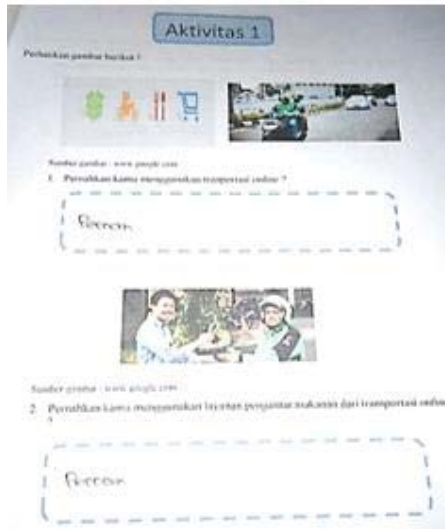 Aktivitas 1
Perhatikan gambar berikut !
Sumber gambar : www.google.com
1. Pernahkan kamu menggunakan transportasi online ?
Pernah
Sumber gambar : www.google.com
2. Pernahkan kamu menggunakan layanan pengantar makanan dari transportasi online
?
Pernah